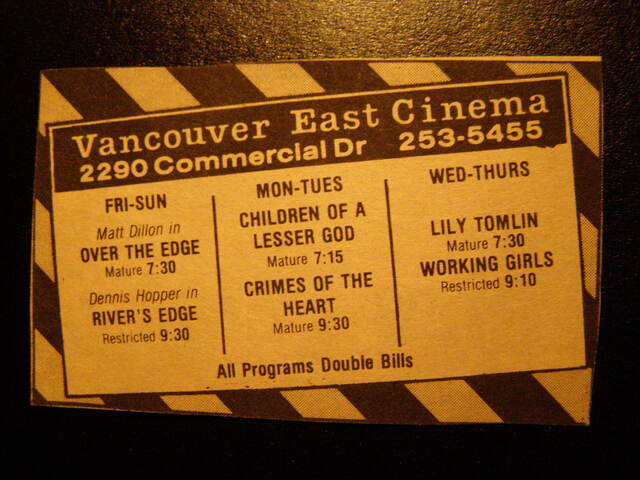 Vancouver East Cinema
2290 Commercial Dr 253-5455
FRI-SUN
Matt Dillon in
OVER THE EDGE
Mature 7:30
Dennis Hopper in
RIVER'S EDGE
Restricted 9:30
MON-TUES
CHILDREN OF A
LESSER GOD
Mature 7:15
CRIMES OF THE
HEART
Mature 9:30
WED-THURS
LILY TOMLIN
Mature 7:30
WORKING GIRLS
Restricted 9:10
All Programs Double Bills